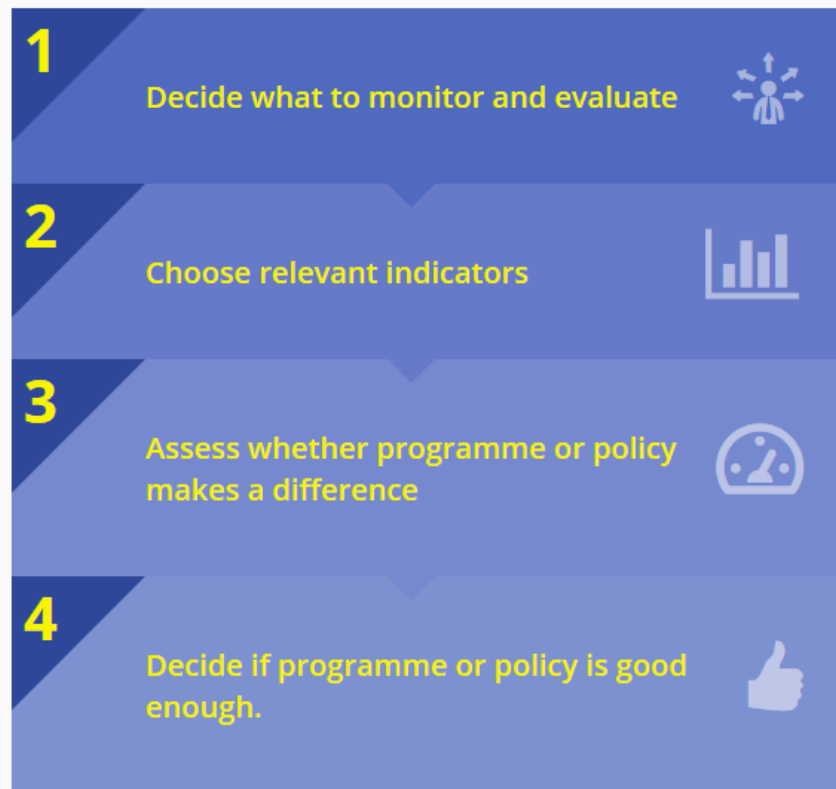 1
Decide what to monitor and evaluate
2
Choose relevant indicators
3
Assess whether programme or policy
makes a difference
4
Decide if programme or policy is good
enough.